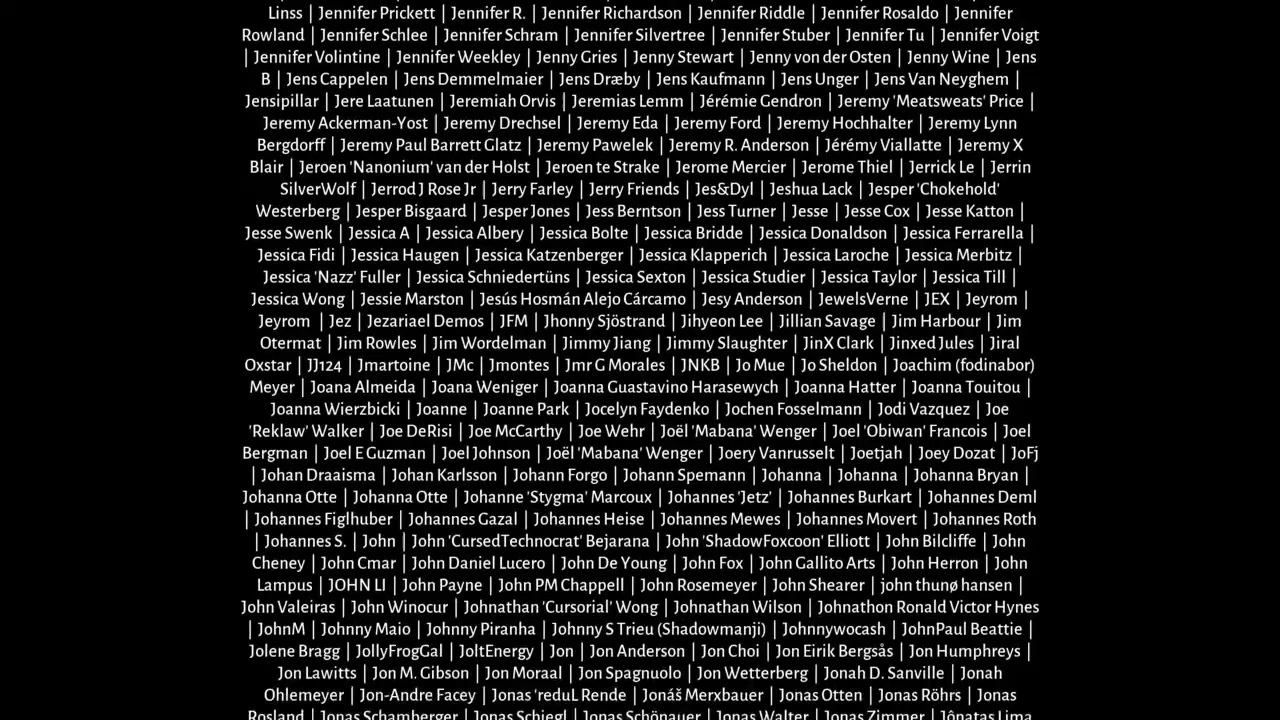 Linss | Jennifer Prickett | Jennifer R. | Jennifer Richardson | Jennifer Riddle | Jennifer Rosaldo | Jennifer
Rowland | Jennifer Schlee | Jennifer Schram | Jennifer Silvertree | Jennifer Stuber | Jennifer Tu | Jennifer Voigt
| Jennifer Volintine | Jennifer Weekley | Jenny Gries | Jenny Stewart | Jenny von der Osten | Jenny Wine | Jens
B | Jens Cappelen | Jens Demmelmaier | Jens Dræby | Jens Kaufmann | Jens Unger | Jens Van Neyghem |
Jensipillar | Jere Laatunen | Jeremiah Orvis | Jeremias Lemm | Jérémie Gendron | Jeremy 'Meatsweats' Price |
Jeremy Ackerman-Yost | Jeremy Drechsel | Jeremy Eda | Jeremy Ford | Jeremy Hochhalter | Jeremy Lynn
Bergdorff | Jeremy Paul Barrett Glatz | Jeremy Pawelek | Jeremy R. Anderson | Jérémy Viallatte | Jeremy X
Blair | Jeroen 'Nanonium' van der Holst | Jeroen te Strake | Jerome Mercier | Jerome Thiel | Jerrick Le | Jerrin
SilverWolf | Jerrod J Rose Jr | Jerry Farley | Jerry Friends | Jes&Dyl | Jeshua Lack | Jesper 'Chokehold'
Westerberg | Jesper Bisgaard | Jesper Jones | Jess Berntson | Jess Turner | Jesse | Jesse Cox | Jesse Katton |
Jesse Swenk | Jessica A | Jessica Albery | Jessica Bolte | Jessica Bridde | Jessica Donaldson | Jessica Ferrarella |
Jessica Fidi | Jessica Haugen | Jessica Katzenberger | Jessica Klapperich | Jessica Laroche | Jessica Merbitz |
Jessica 'Nazz' Fuller | Jessica Schniedertüns | Jessica Sexton | Jessica Studier | Jessica Taylor | Jessica Till |
Jessica Wong | Jessie Marston | Jesús Hosmán Alejo Cárcamo | Jesy Anderson | JewelsVerne | JEX | Jeyrom |
Jeyrom | Jez | Jezariael Demos | JFM | Jhonny Sjöstrand | Jihyeon Lee | Jillian Savage | Jim Harbour | Jim
Otermat | Jim Rowles | Jim Wordelman | Jimmy Jiang | Jimmy Slaughter | JinX Clark | Jinxed Jules | Jiral
Oxstar | JJ124 | Jmartoine | JMc | Jmontes | Jmr G Morales | JNKB | Jo Mue | Jo Sheldon | Joachim (fodinabor)
Meyer | Joana Almeida | Joana Weniger | Joanna Guastavino Harasewych | Joanna Hatter | Joanna Touitou |
Joanna Wierzbicki | Joanne | Joanne Park | Jocelyn Faydenko | Jochen Fosselmann | Jodi Vazquez | Joe
'Reklaw' Walker | Joe DeRisi | Joe McCarthy | Joe Wehr | Joël 'Mabana' Wenger | Joel 'Obiwan' Francois | Joel
Bergman | Joel E Guzman | Joel Johnson | Joël 'Mabana' Wenger | Joery Vanrusselt | Joetjah | Joey Dozat | JoFj
| Johan Draaisma | Johan Karlsson | Johann Forgo | Johann Spemann | Johanna | Johanna | Johanna Bryan |
Johanna Otte | Johanna Otte | Johanne 'Stygma' Marcoux | Johannes 'Jetz' | Johannes Burkart | Johannes Deml
| Johannes Figlhuber | Johannes Gazal | Johannes Heise | Johannes Mewes | Johannes Movert | Johannes Roth
| Johannes S. | John | John 'CursedTechnocrat' Bejarana | John 'ShadowFoxcoon' Elliott | John Bilcliffe | John
Cheney | John Cmar | John Daniel Lucero | John De Young | John Fox | John Gallito Arts | John Herron | John
Lampus | JOHN LI | John Payne | John PM Chappell | John Rosemeyer | John Shearer | john thunø hansen |
John Valeiras | John Winocur | Johnathan 'Cursorial' Wong | Johnathan Wilson | Johnathon Ronald Victor Hynes
| JohnM | Johnny Maio | Johnny Piranha | Johnny S Trieu (Shadowmanji) | Johnnywocash | JohnPaul Beattie |
Jolene Bragg | JollyFrogGal | JoltEnergy | Jon | Jon Anderson | Jon Choi | Jon Eirik Bergsås | Jon Humphreys |
Jon Lawitts | Jon M. Gibson | Jon Moraal | Jon Spagnuolo | Jon Wetterberg | Jonah D. Sanville | Jonah
Ohlemeyer | Jon-Andre Facey | Jonas 'reduL Rende | Jonáš Merxbauer | Jonas Otten | Jonas Röhrs | Jonas
Rosland | Jonas Schamberger | Jonas Schiegl | Jonas Schönauer | Jonas Walter | Jonas Zimmer | Jônatas Lima